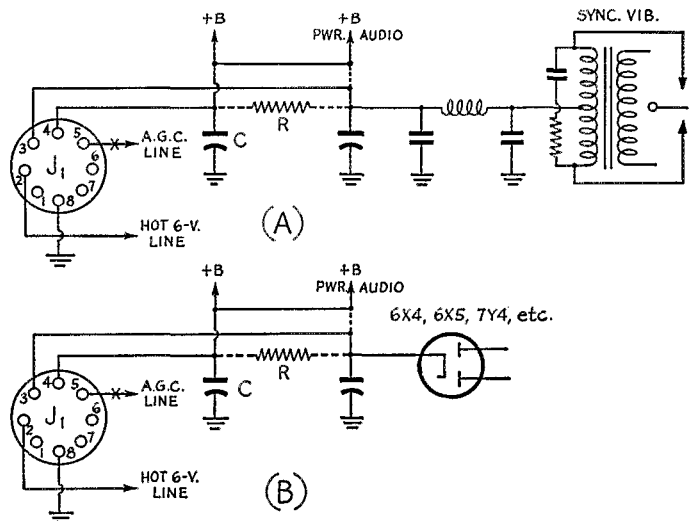 SYNC. VIB.
+B
+B
PWR. AUDIO
R
C
4
3
5
A.G.C.
LINE
J1
6
2
7
1
8
HOT 6-V.
LINE
(A)
+B
+B
PWR. AUDIO
6X4, 6X5, 7Y4, etc.
R
C
4
3
5
A.G.C.
LINE
J1
6
2
7
1
8
HOT 6-V.
LINE
(B)